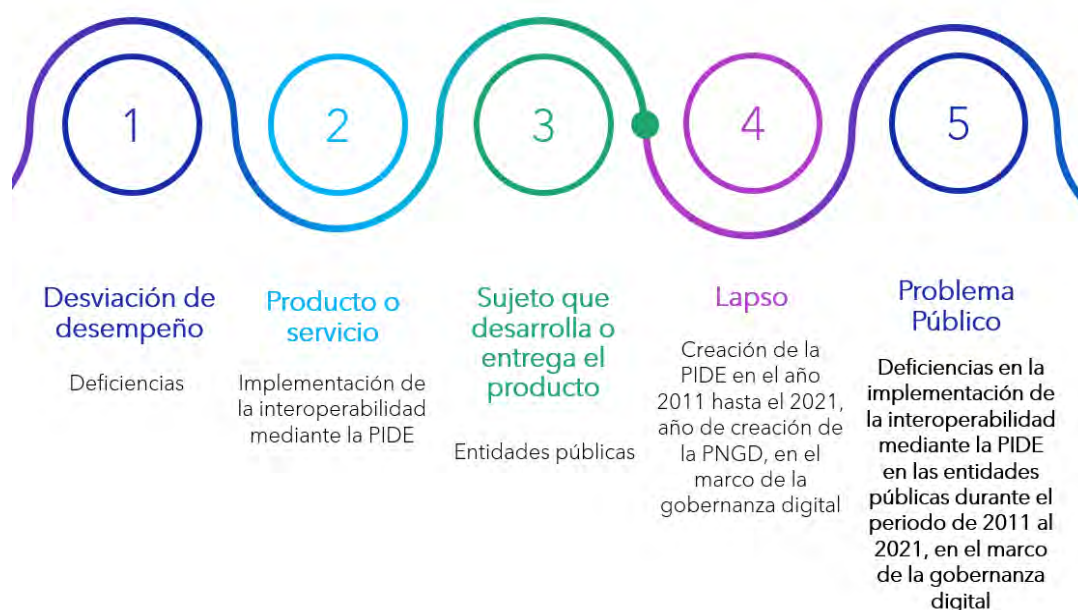 1
2
3
4
5
Desviación de
desempeño
Deficiencias
Producto o
servicio
Implementación de
la interoperabilidad
mediante la PIDE
Sujeto que
desarrolla o
entrega el
producto
Entidades públicas
Lapso
Creación de la
PIDE en el año
2011 hasta el 2021,
año de creación de
la PNGD, en el
marco de la
gobernanza digital
Problema
Público
Deficiencias en la
implementación de
la interoperabilidad
mediante la PIDE
en las entidades
públicas durante el
periodo de 2011 al
2021, en el marco
de la gobernanza
digital